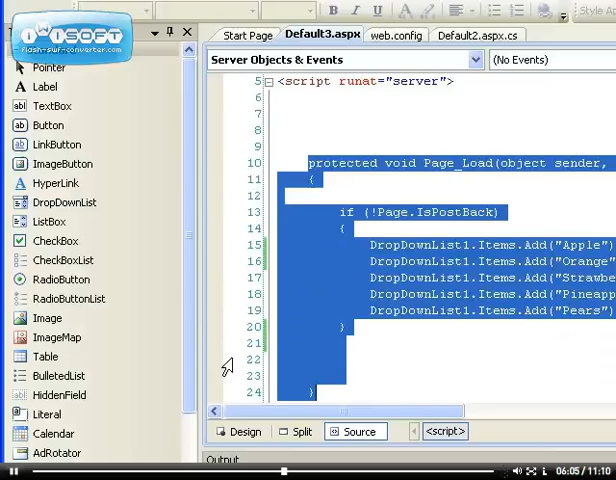 iWiSOFT
flash-swf-converter.com
Style Ap
Start Page
Default3.aspx
web.config
Default2.aspx.cs
Server Objects & Events
(No Events)
Pointer
Label
TextBox
Button
LinkButton
ImageButton
HyperLink
DropDownList
ListBox
CheckBox
CheckBoxList
RadioButton
RadioButtonList
Image
ImageMap
Table
BulletedList
HiddenField
Literal
Calendar
AdRotator
5 <script runat="server">
6
7
8
9
10 protected void Page_Load(object sender,
11 {
12
13 if (!Page.IsPostBack)
14 {
15 DropDownList1.Items.Add("Apple")
16 DropDownList1.Items.Add("Orange"
17 DropDownList1.Items.Add("Strawbe
18 DropDownList1.Items.Add("Pineapp
19 DropDownList1.Items.Add("Pears")
20 }
21
22
23
24 }
Design
Split
Source
<script>
Output
06:05 / 11:10